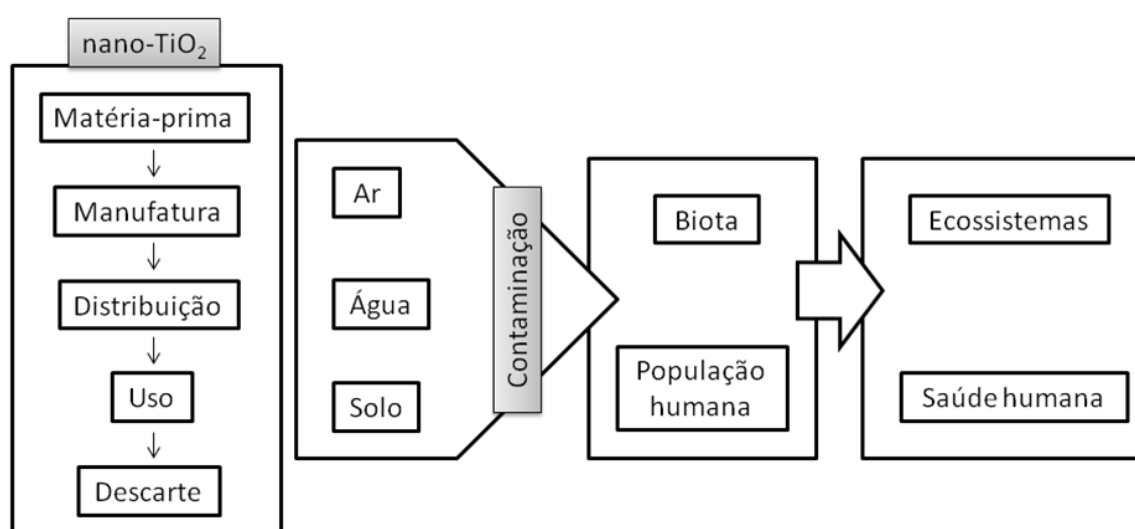 nano-TiO₂
Matéria-prima
Manufatura
Distribuição
Uso
Descarte
Ar
Água
Solo
Contaminação
Biota
População
humana
Ecossistemas
Saúde humana